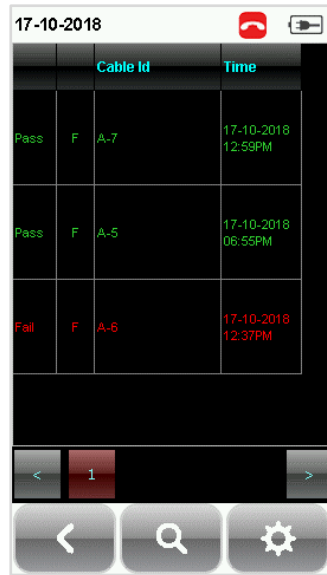 17-10-2018
Cable Id Time
Pass F A-7 17-10-2018
12:59PM
Pass F A-5 17-10-2018
06:55PM
Fail F A-6 17-10-2018
12:37PM
< 1 >